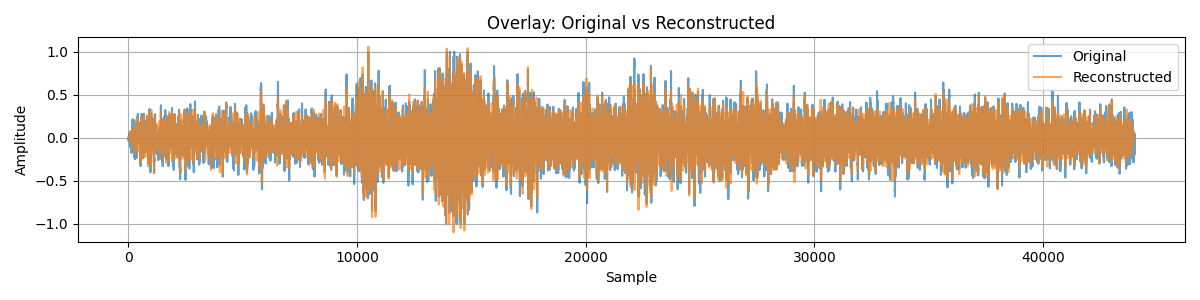 Overlay: Original vs Reconstructed
Original
Reconstructed
Amplitude
1.0
0.5
0.0
−0.5
−1.0
0
10000
20000
30000
40000
Sample